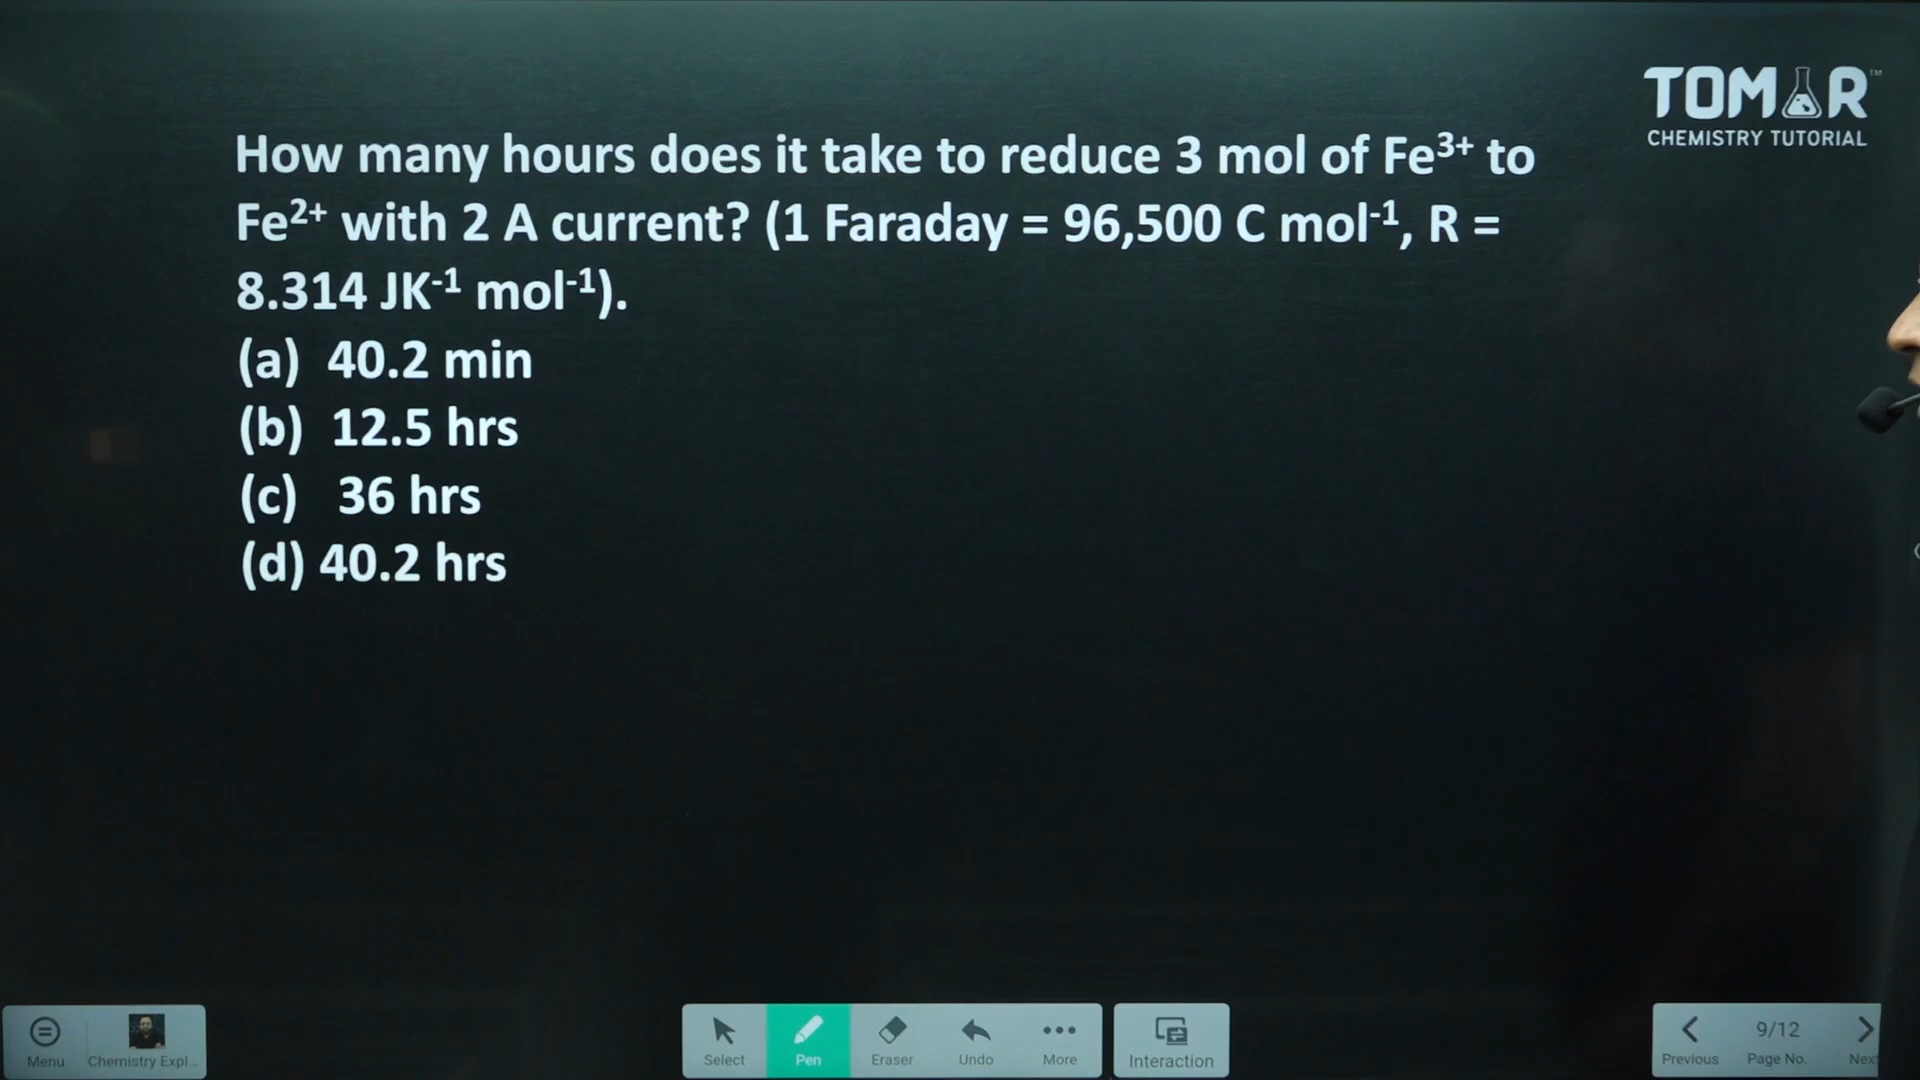 TOMAR™
CHEMISTRY TUTORIAL
How many hours does it take to reduce 3 mol of Fe³⁺ to
Fe²⁺ with 2 A current? (1 Faraday = 96,500 C mol⁻¹, R =
8.314 JK⁻¹ mol⁻¹).
(a) 40.2 min
(b) 12.5 hrs
(c) 36 hrs
(d) 40.2 hrs
Menu
Chemistry Expl...
Select
Pen
Eraser
Undo
More
Interaction
Previous
9/12
Page No.
Next